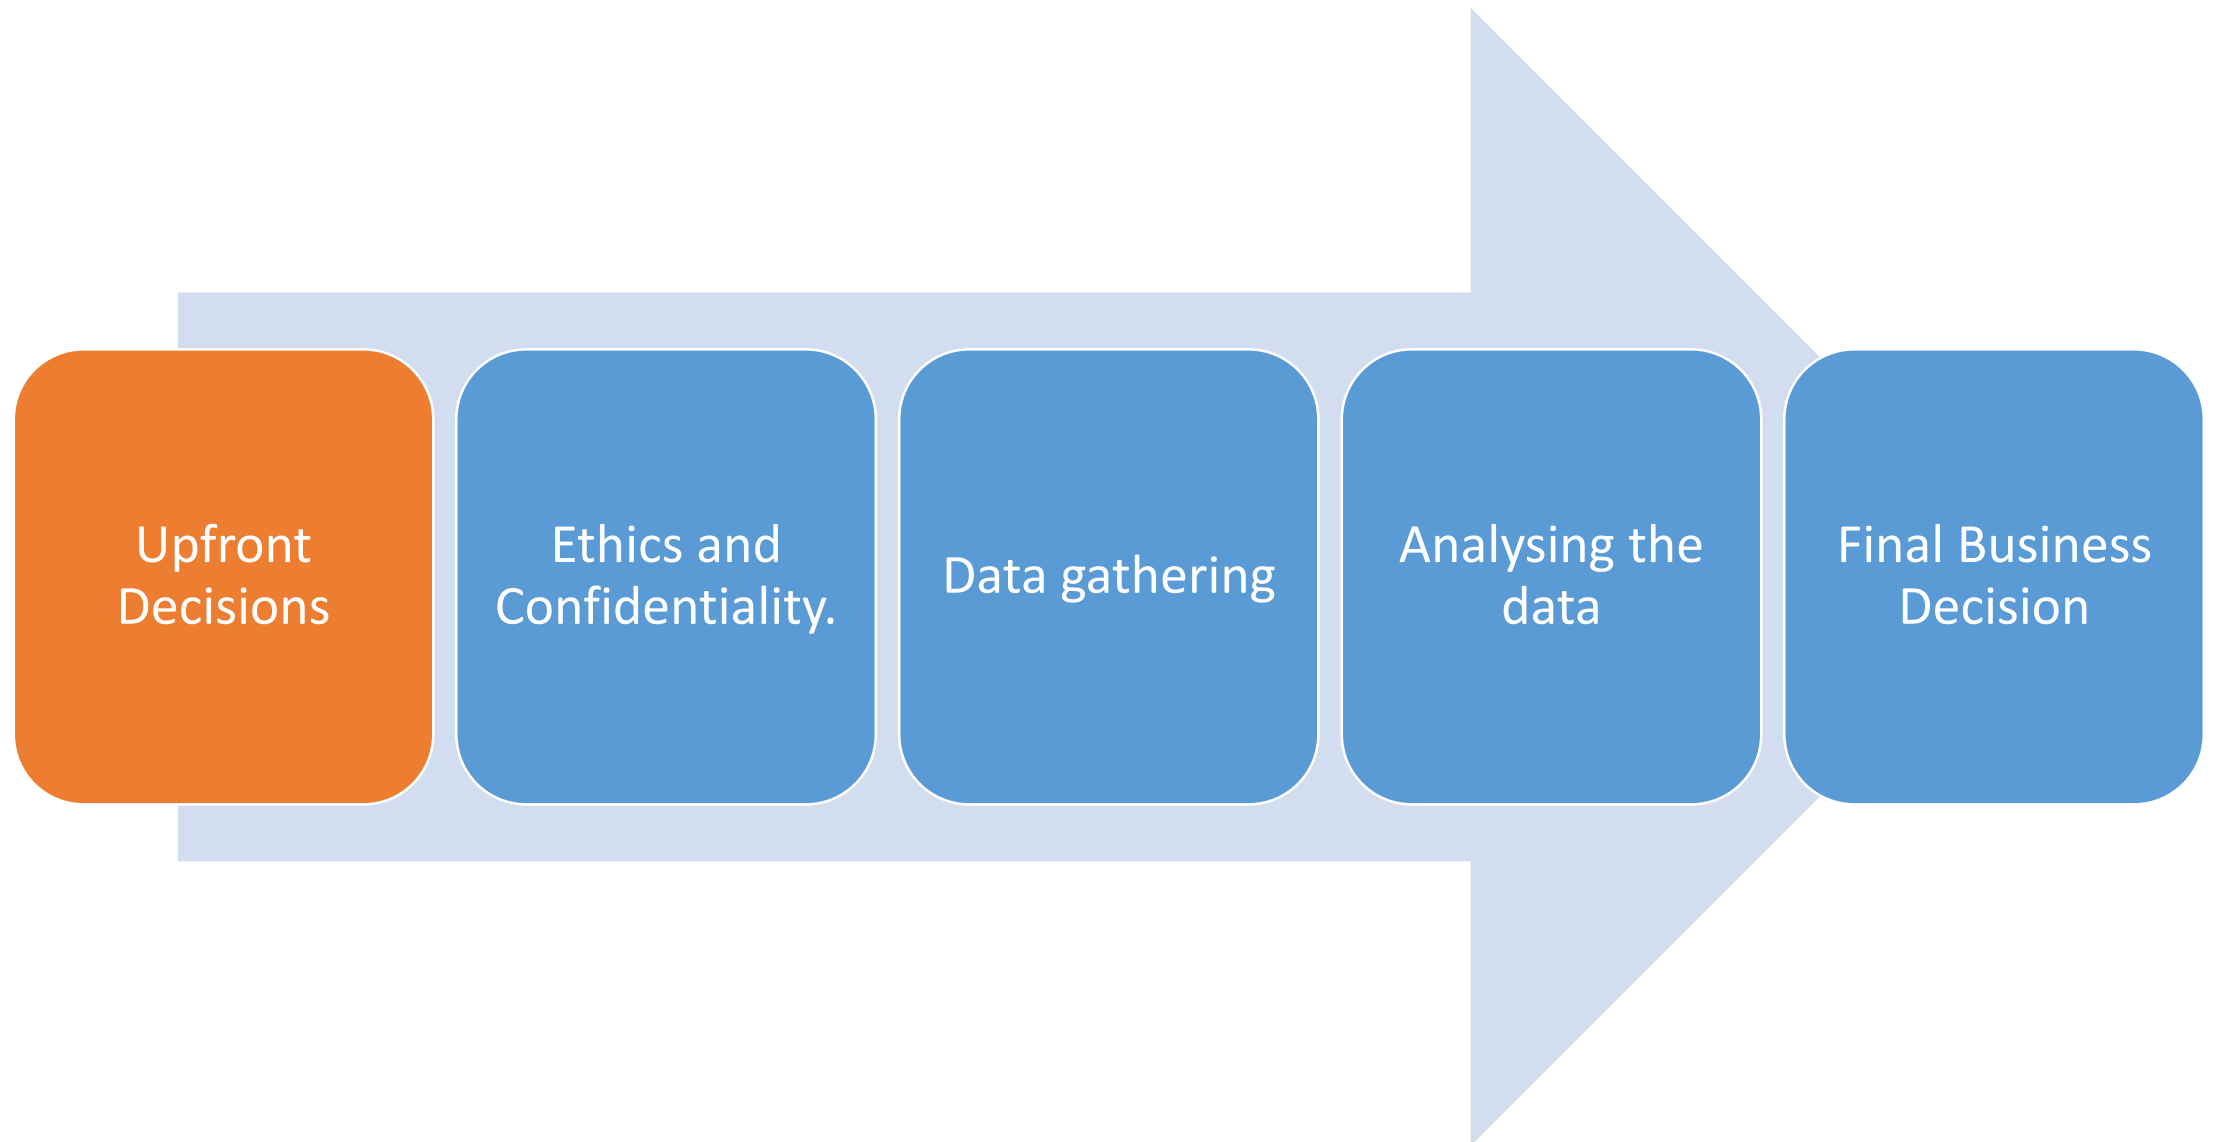 Upfront
Decisions
Ethics and
Confidentiality.
Data gathering
Analysing the
data
Final Business
Decision